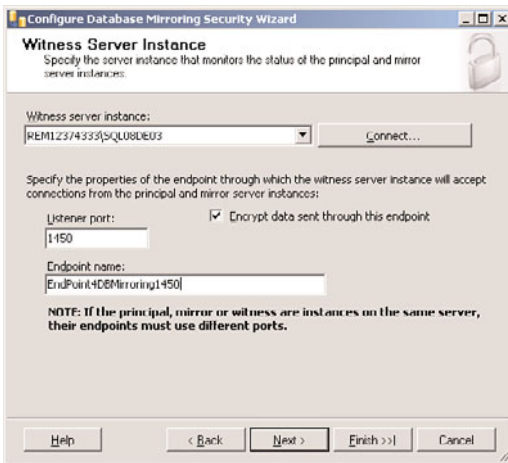 Configure Database Mirroring Security Wizard
Witness Server Instance
Specify the server instance that monitors the status of the principal and mirror
server instances.
Witness server instance:
REM12374333\SQL08DE03
Connect...
Specify the properties of the endpoint through which the witness server instance will accept
connections from the principal and mirror server instances:
Listener port:
Encrypt data sent through this endpoint
1450
Endpoint name:
EndPoint4DBMirroring1450
NOTE: If the principal, mirror or witness are instances on the same server,
their endpoints must use different ports.
Help
< Back
Next >
Finish >>|
Cancel